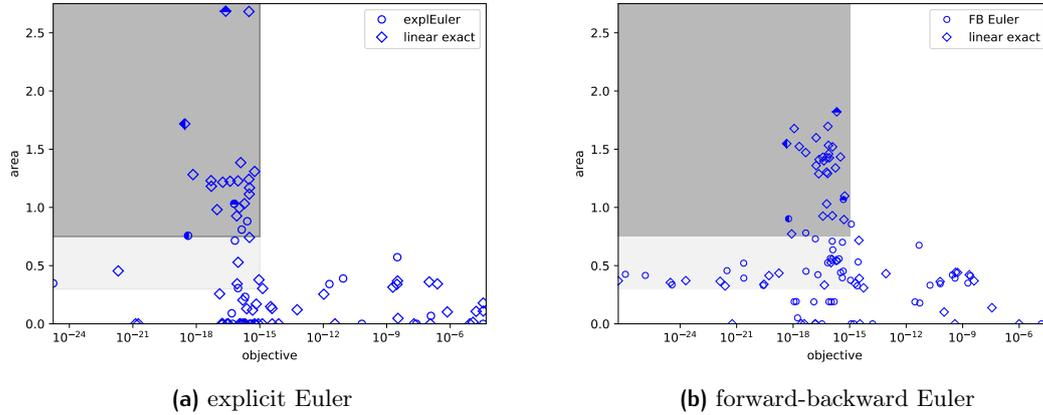 2.5
2.0
1.5
1.0
0.5
0.0
area
10⁻²⁴
10⁻²¹
10⁻¹⁸
10⁻¹⁵
10⁻¹²
10⁻⁹
10⁻⁶
objective
explEuler
linear exact
(a) explicit Euler
2.5
2.0
1.5
1.0
0.5
0.0
area
10⁻²⁴
10⁻²¹
10⁻¹⁸
10⁻¹⁵
10⁻¹²
10⁻⁹
10⁻⁶
objective
FB Euler
linear exact
(b) forward-backward Euler